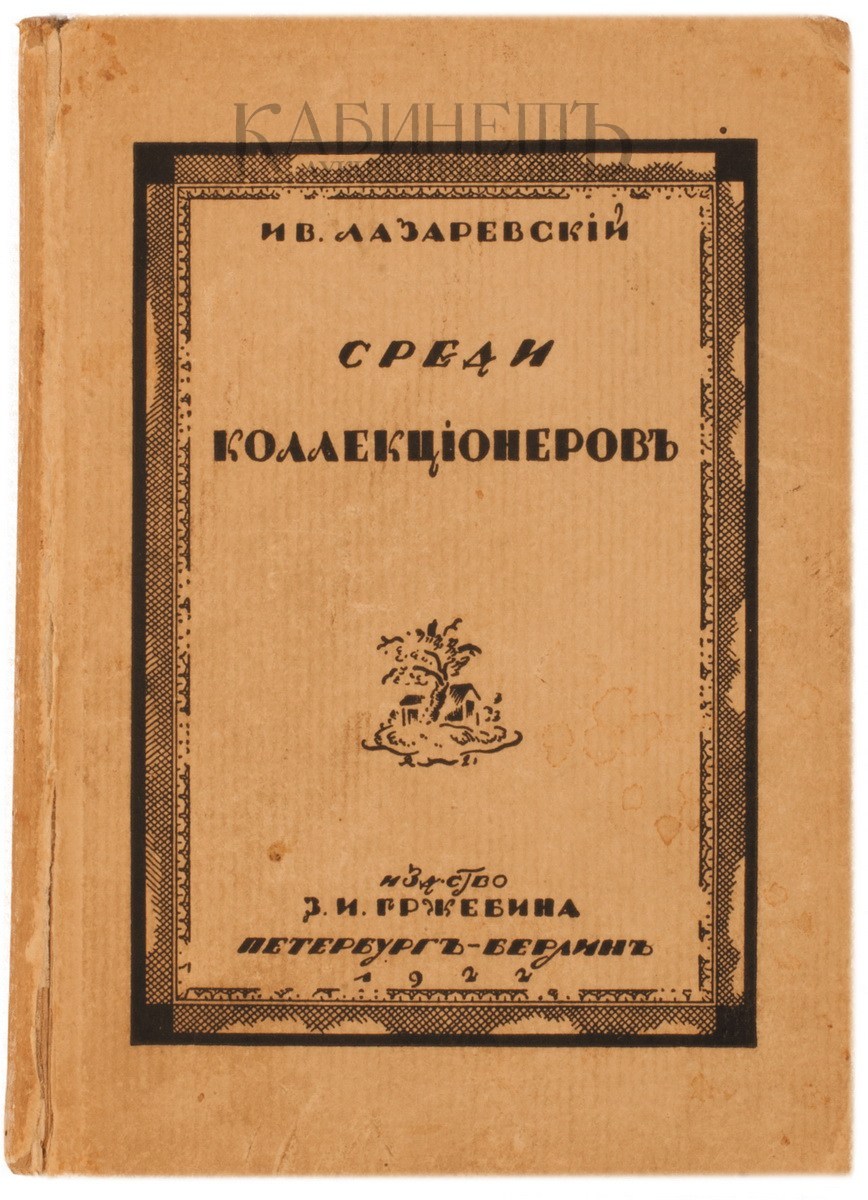 КАБИНЕТЪ
ИВ. ЛАЗАРЕВСКІЙ
СРЕДИ
КОЛЛЕКЦІОНЕРОВЪ
ИЗД-СТВО
З. И. ГРЖЕБИНА
ПЕТЕРБУРГЪ-БЕРЛИНЪ
1922